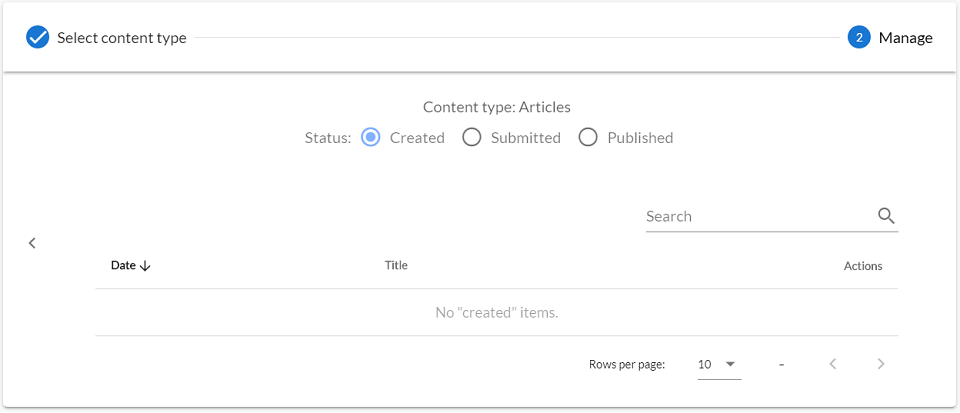 Select content type 2 Manage
Content type: Articles
Status: Created Submitted Published
Search
Date Title Actions
No "created" items.
Rows per page: 10 –